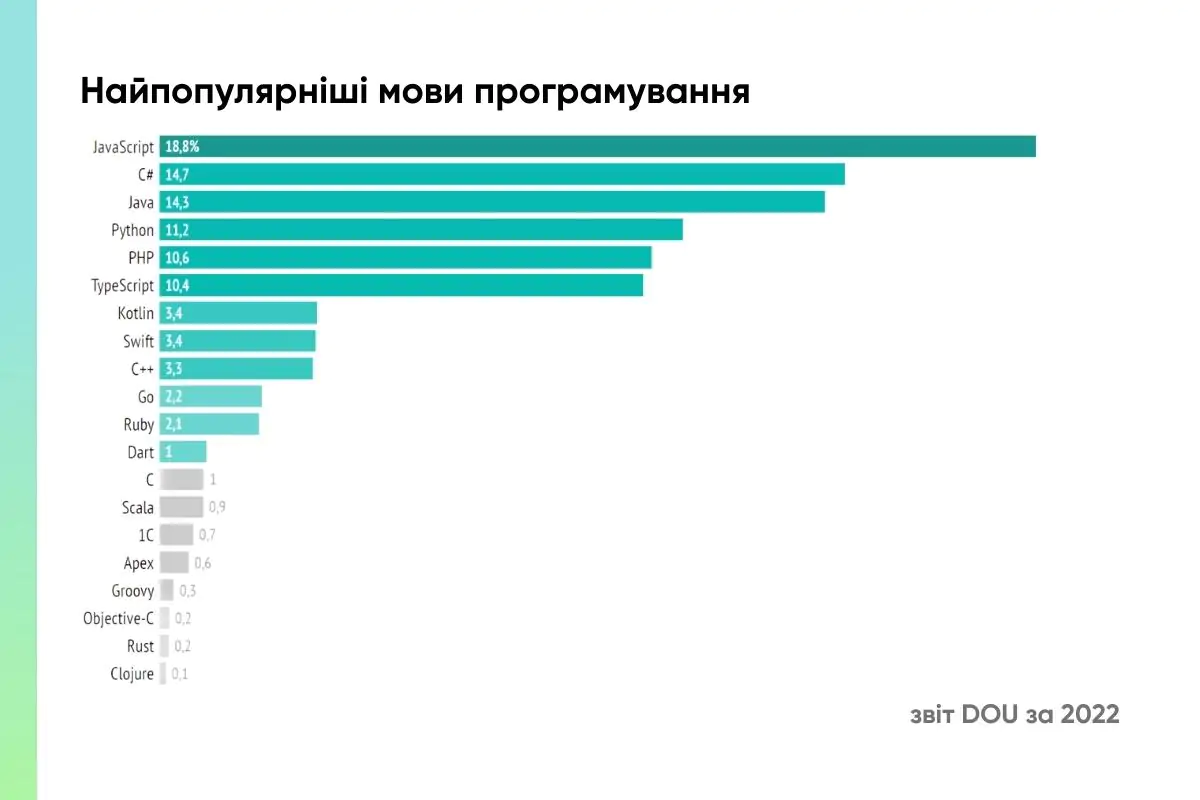 Найпопулярніші мови програмування
JavaScript 18,8%
C# 14,7
Java 14,3
Python 11,2
PHP 10,6
TypeScript 10,4
Kotlin 3,4
Swift 3,4
C++ 3,3
Go 2,2
Ruby 2,1
Dart 1
C 1
Scala 0,9
1C 0,7
Apex 0,6
Groovy 0,3
Objective-C 0,2
Rust 0,2
Clojure 0,1
звіт DOU за 2022